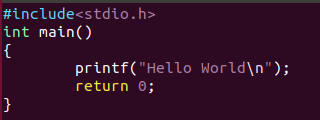 #include<stdio.h>
int main()
{
        printf("Hello World\n");
        return 0;
}